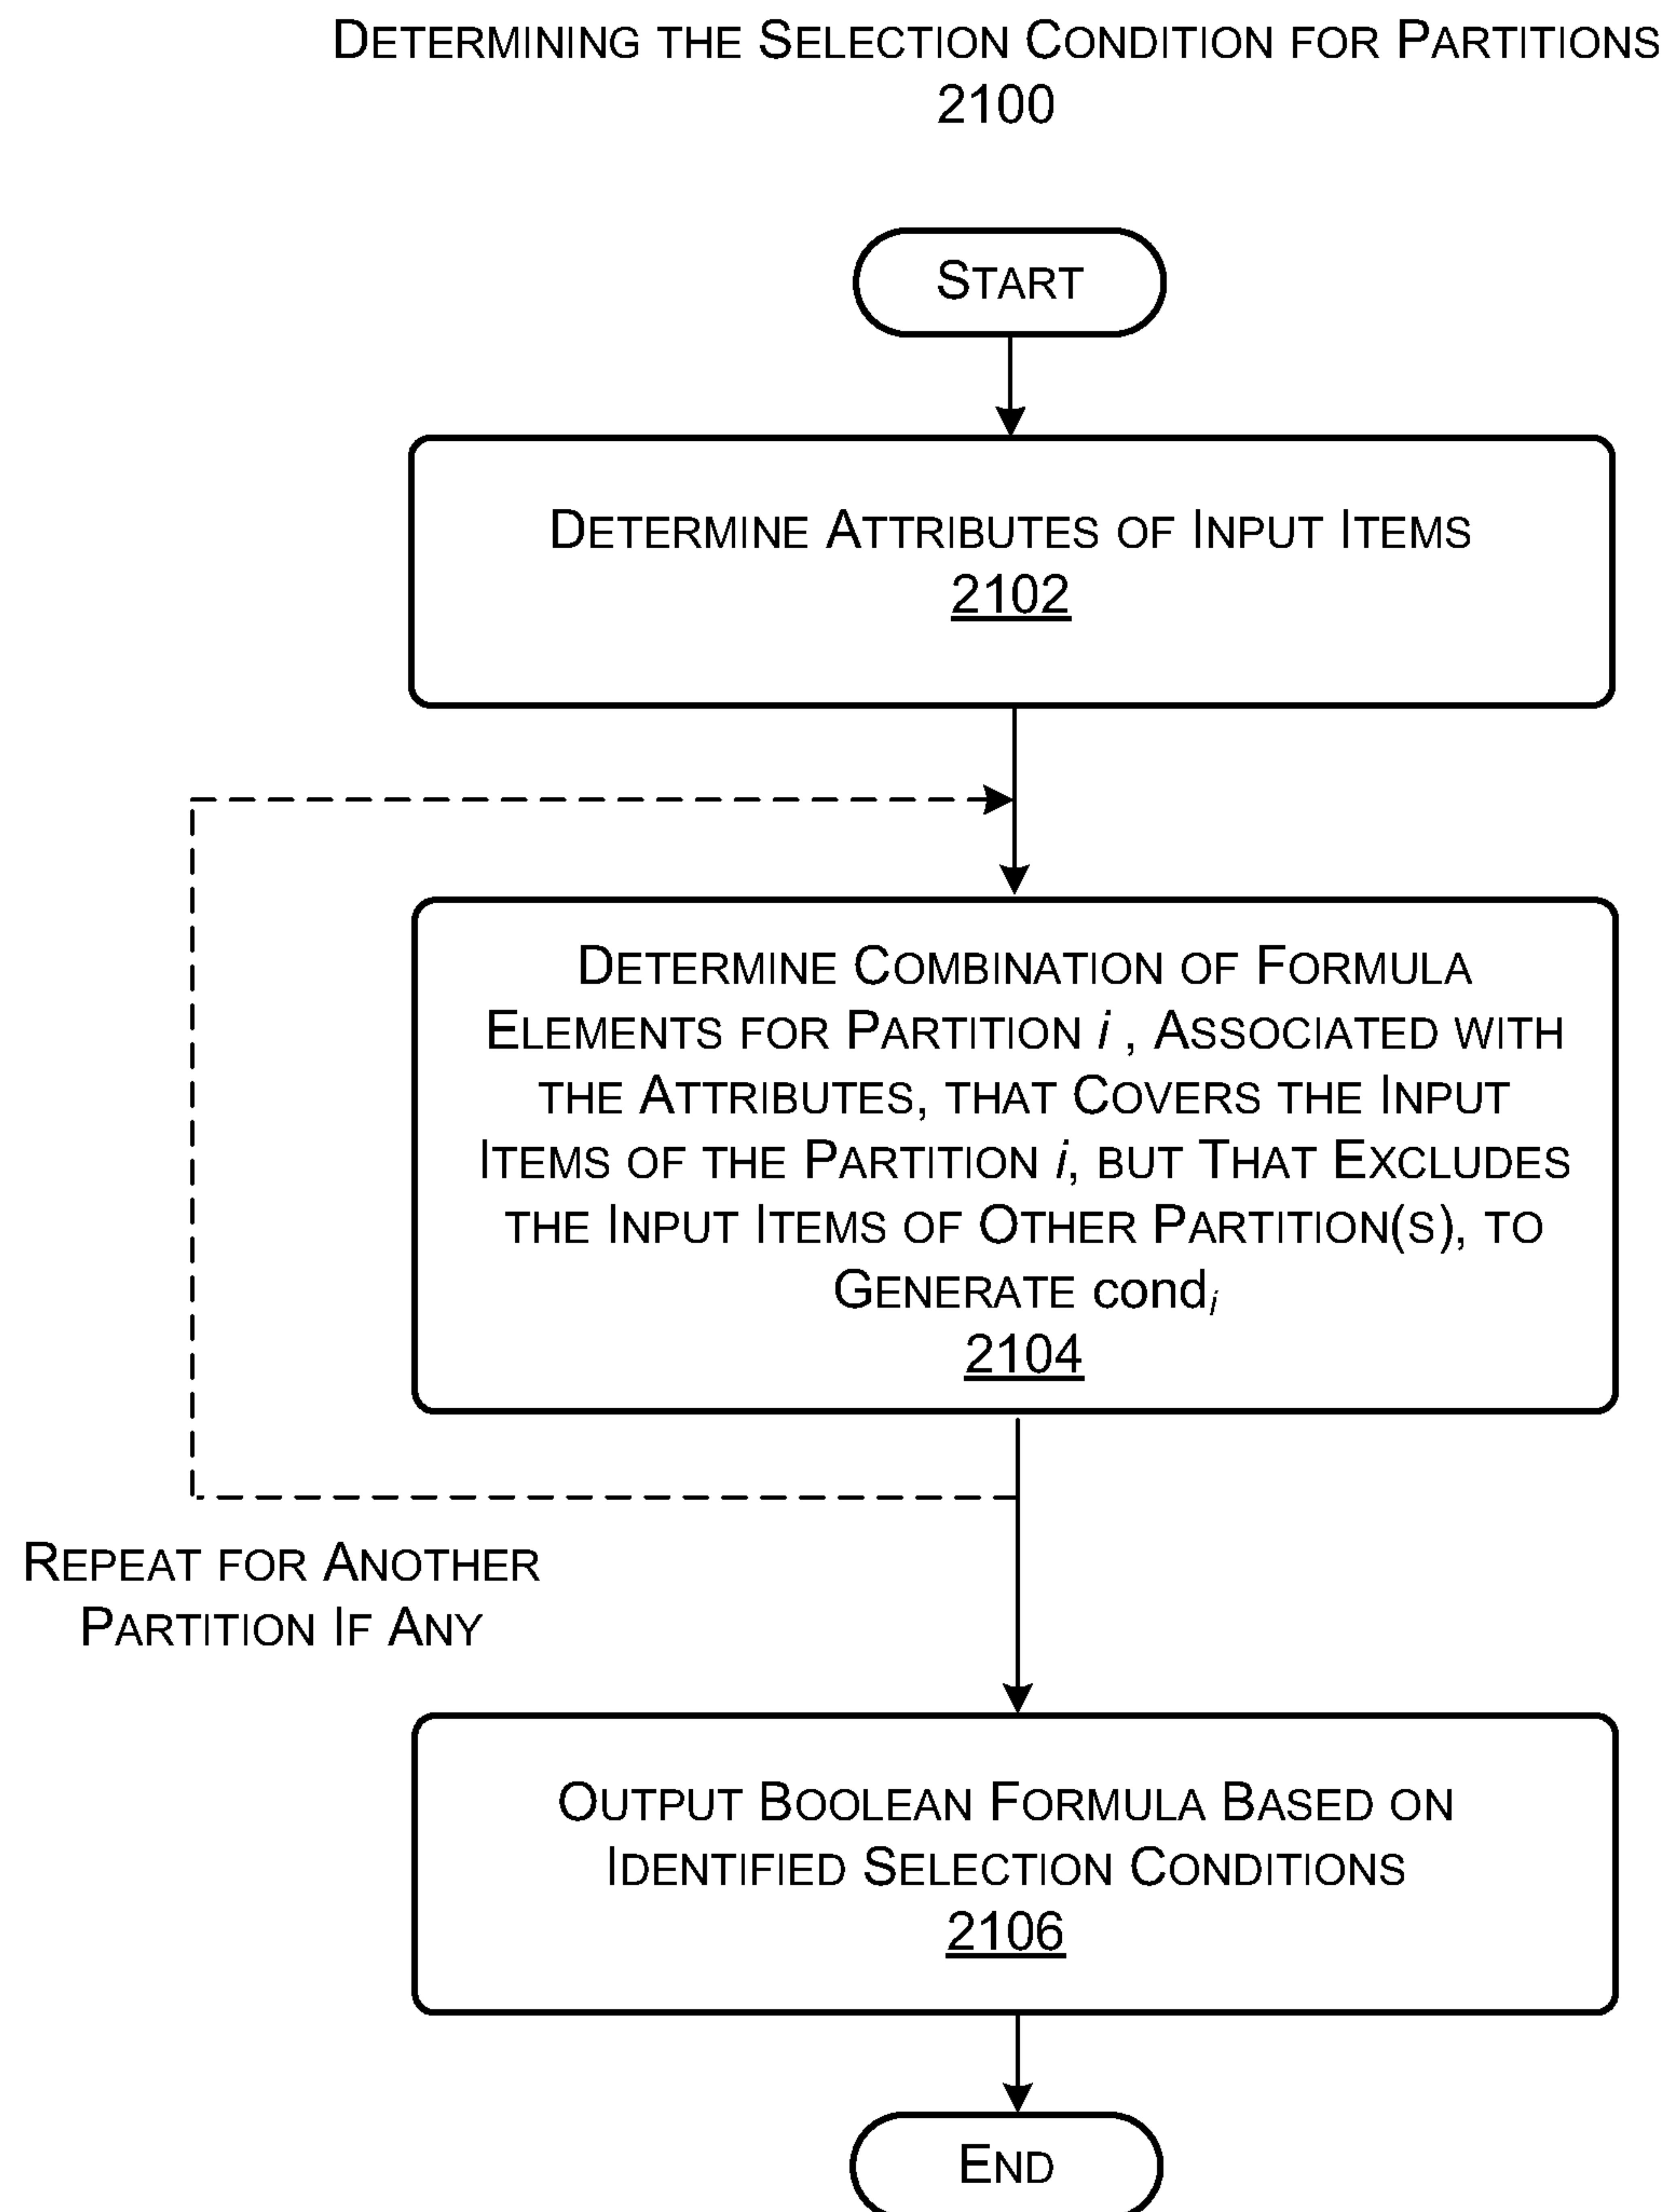 DETERMINING THE SELECTION CONDITION FOR PARTITIONS
2100
START
DETERMINE ATTRIBUTES OF INPUT ITEMS
2102
DETERMINE COMBINATION OF FORMULA
ELEMENTS FOR PARTITION i , ASSOCIATED WITH
THE ATTRIBUTES, THAT COVERS THE INPUT
ITEMS OF THE PARTITION i, BUT THAT EXCLUDES
THE INPUT ITEMS OF OTHER PARTITION(S), TO
GENERATE condi
2104
REPEAT FOR ANOTHER
PARTITION IF ANY
OUTPUT BOOLEAN FORMULA BASED ON
IDENTIFIED SELECTION CONDITIONS
2106
END